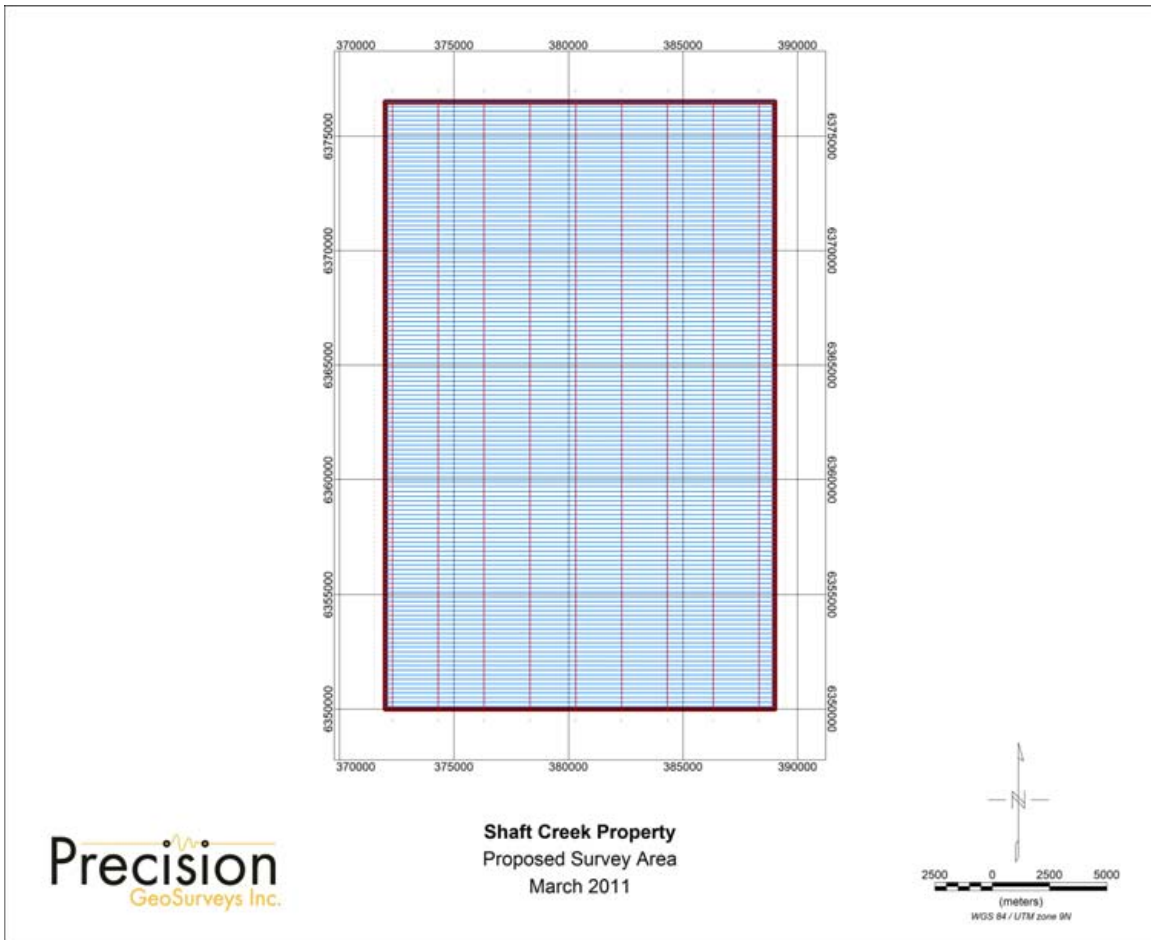 370000 375000 380000 385000 390000
6375000 6375000
6370000 6370000
6365000 6365000
6360000 6360000
6355000 6355000
6350000 6350000
370000 375000 380000 385000 390000
Shaft Creek Property
Proposed Survey Area
March 2011
Precision
GeoSurveys Inc.
N
2500 0 2500 5000
(meters)
WGS 84 / UTM zone 9N